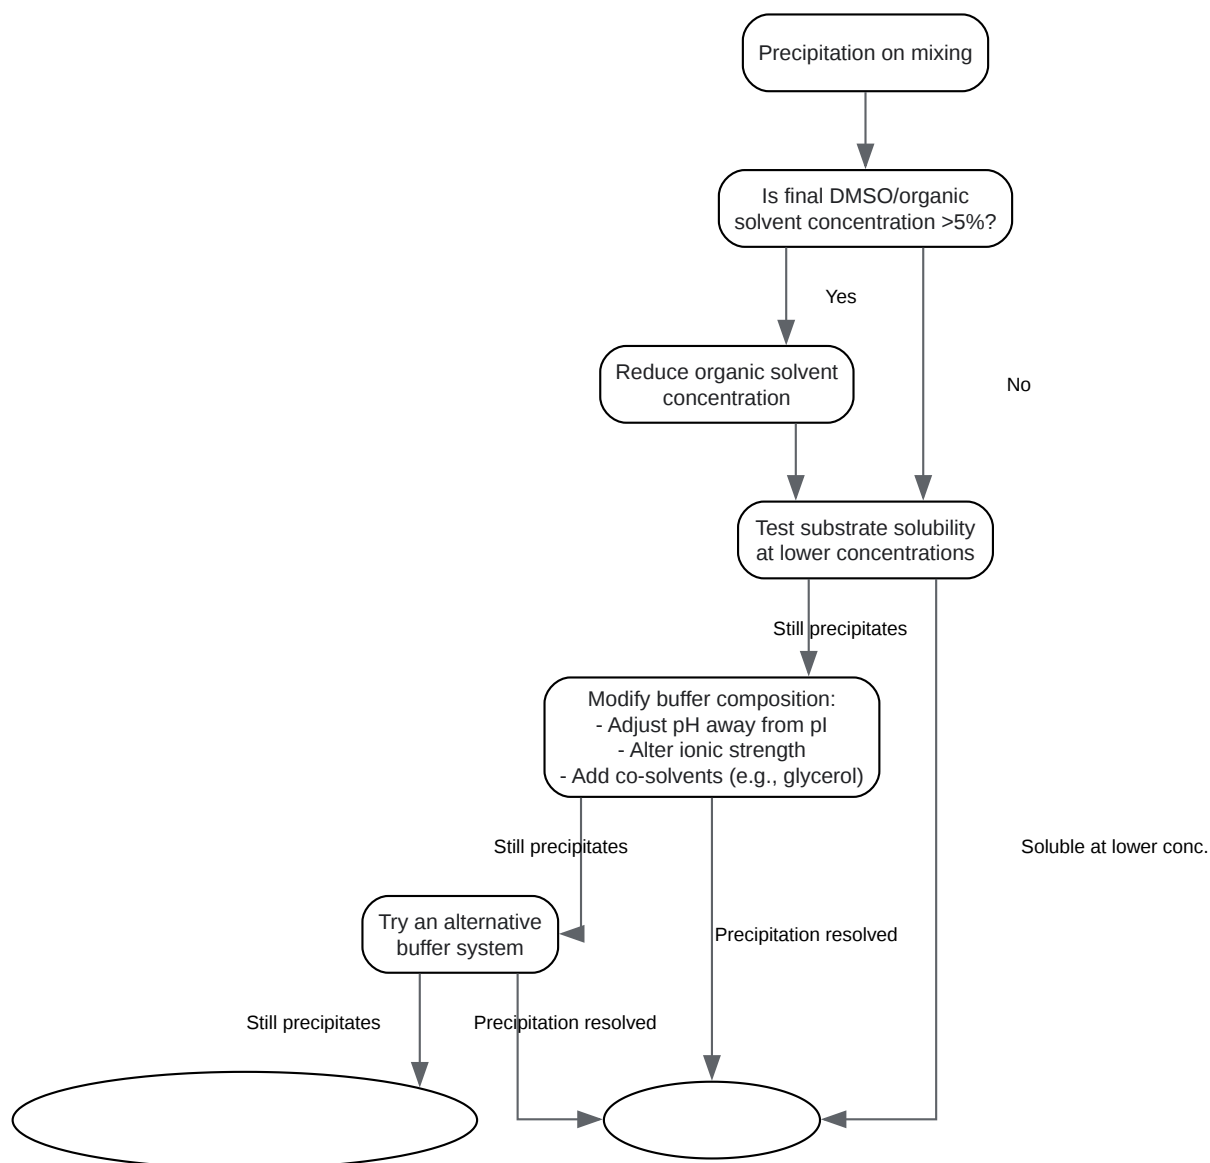 Precipitation on mixing
Is final DMSO/organic
solvent concentration >5%?
Yes
Reduce organic solvent
concentration
No
Test substrate solubility
at lower concentrations
Still precipitates
Modify buffer composition:
- Adjust pH away from pI
- Alter ionic strength
- Add co-solvents (e.g., glycerol)
Still precipitates
Soluble at lower conc.
Try an alternative
buffer system
Precipitation resolved
Still precipitates
Precipitation resolved